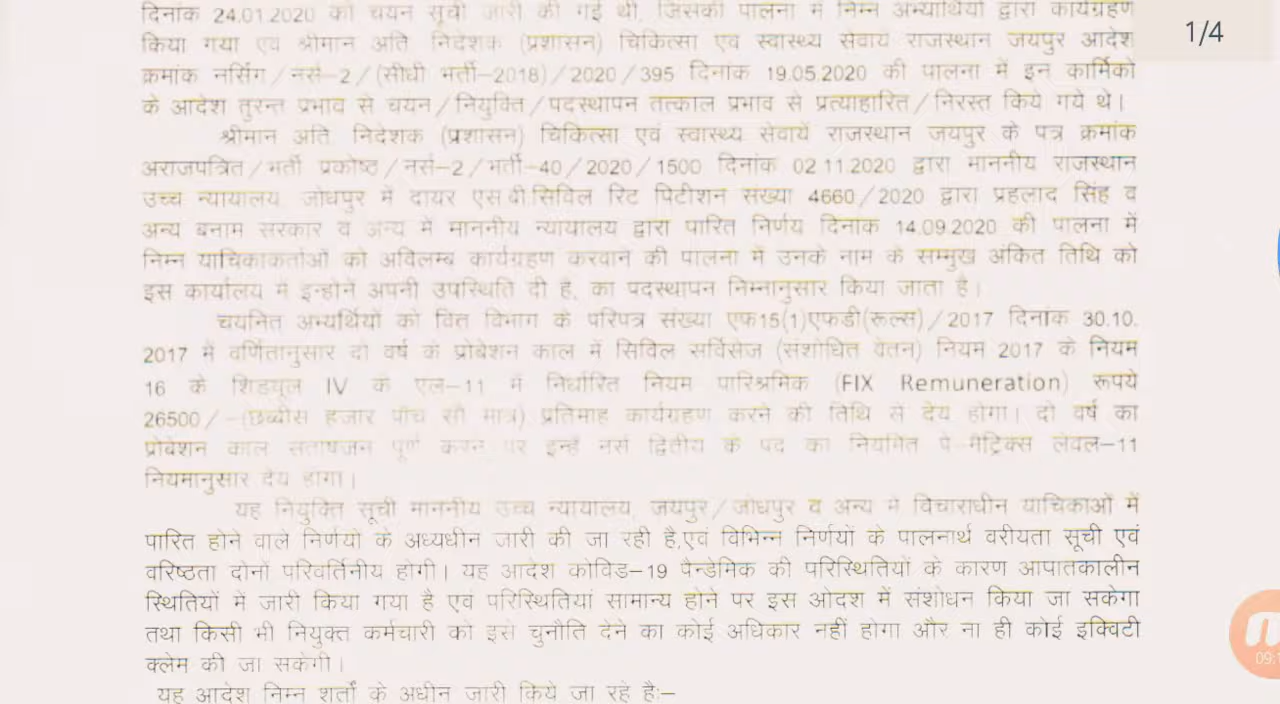 दिनांक 24.01.2020 को चयन सूची जारी की गई थी, जिसकी पालना में निम्न अभ्यर्थियों द्वारा कार्यग्रहण
1/4
किया गया एवं श्रीमान अति निदेशक (प्रशासन) चिकित्सा एवं स्वास्थ्य सेवायें राजस्थान जयपुर आदेश
क्रमांक नर्सिंग/नर्स-2/(सीधी भर्ती-2018)/2020/395 दिनांक 19.05.2020 की पालना में इन कार्मिकों
के आदेश तुरन्त प्रभाव से चयन/नियुक्ति/पदस्थापन तत्काल प्रभाव से प्रत्याहारित/निरस्त किये गये थे।
श्रीमान अति निदेशक (प्रशासन) चिकित्सा एवं स्वास्थ्य सेवायें राजस्थान जयपुर के पत्र क्रमांक
अराजपत्रित/भर्ती प्रकोष्ठ/नर्स-2/भर्ती-40/2020/1500 दिनांक 02.11.2020 द्वारा माननीय राजस्थान
उच्च न्यायालय, जोधपुर में दायर एस.बी.सिविल रिट पिटीशन संख्या 4660/2020 द्वारा प्रहलाद सिंह व
अन्य बनाम सरकार व अन्य में माननीय न्यायालय द्वारा पारित निर्णय दिनांक 14.09.2020 की पालना में
निम्न याचिकाकर्ताओं को अविलम्ब कार्यग्रहण करवाने की पालना में उनके नाम के सम्मुख अंकित तिथि को
इस कार्यालय में इन्होंने अपनी उपस्थिति दी है, का पदस्थापन निम्नानुसार किया जाता है।
चयनित अभ्यर्थियों को वित विभाग के परिपत्र संख्या एफ15(1)एफडी(रूल्स)/2017 दिनांक 30.10.
2017 में वर्णितानुसार दो वर्ष के प्रोबेशन काल में सिविल सर्विसेज (संशोधित वेतन) नियम 2017 के नियम
16 के शिड्यूल IV के एल-11 में निर्धारित नियम पारिश्रमिक (FIX Remuneration) रूपये
26500/-(छब्बीस हजार पाँच सौ मात्र) प्रतिमाह कार्यग्रहण करने की तिथि से देय होगा। दो वर्ष का
प्रोबेशन काल संतोषजन पूर्ण करने पर इन्हें नर्स द्वितीय के पद का नियमित पे-मैट्रिक्स लेवल-11
नियमानुसार देय होगा।
यह नियुक्ति सूची माननीय उच्च न्यायालय, जयपुर/जोधपुर व अन्य में विचाराधीन याचिकाओं में
पारित होने वाले निर्णयों के अध्यधीन जारी की जा रही है,एवं विभिन्न निर्णयों के पालनार्थ वरीयता सूची एवं
वरिष्ठता दोनों परिवर्तिनीय होगी। यह आदेश कोविड-19 पैन्डेमिक की परिस्थितियों के कारण आपातकालीन
स्थितियों में जारी किया गया है एवं परिस्थितियां सामान्य होने पर इस ओदश में संशोधन किया जा सकेगा
तथा किसी भी नियुक्त कर्मचारी को इसे चुनौति देने का कोई अधिकार नहीं होगा और ना ही कोई इक्विटी
क्लेम की जा सकेगी।
यह आदेश निम्न शर्तों के अधीन जारी किये जा रहे है:-